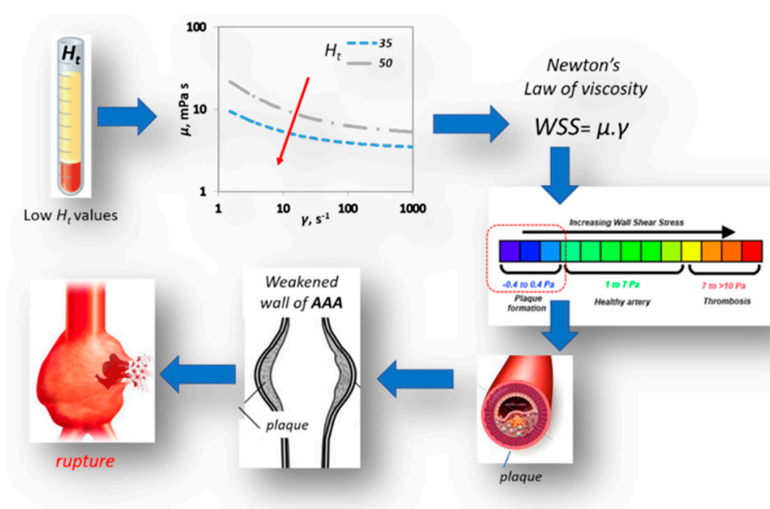 Ht
Low Ht values
100
10
1
μ, mPa s
Ht
35
50
1
10
100
1000
γ, s-1
Newton's
Law of viscosity
WSS= μ.γ
Increasing Wall Shear Stress
-0.4 to 0.4 Pa
1 to 7 Pa
7 to >10 Pa
Plaque
formation
Healthy artery
Thrombosis
plaque
Weakened
wall of AAA
plaque
rupture